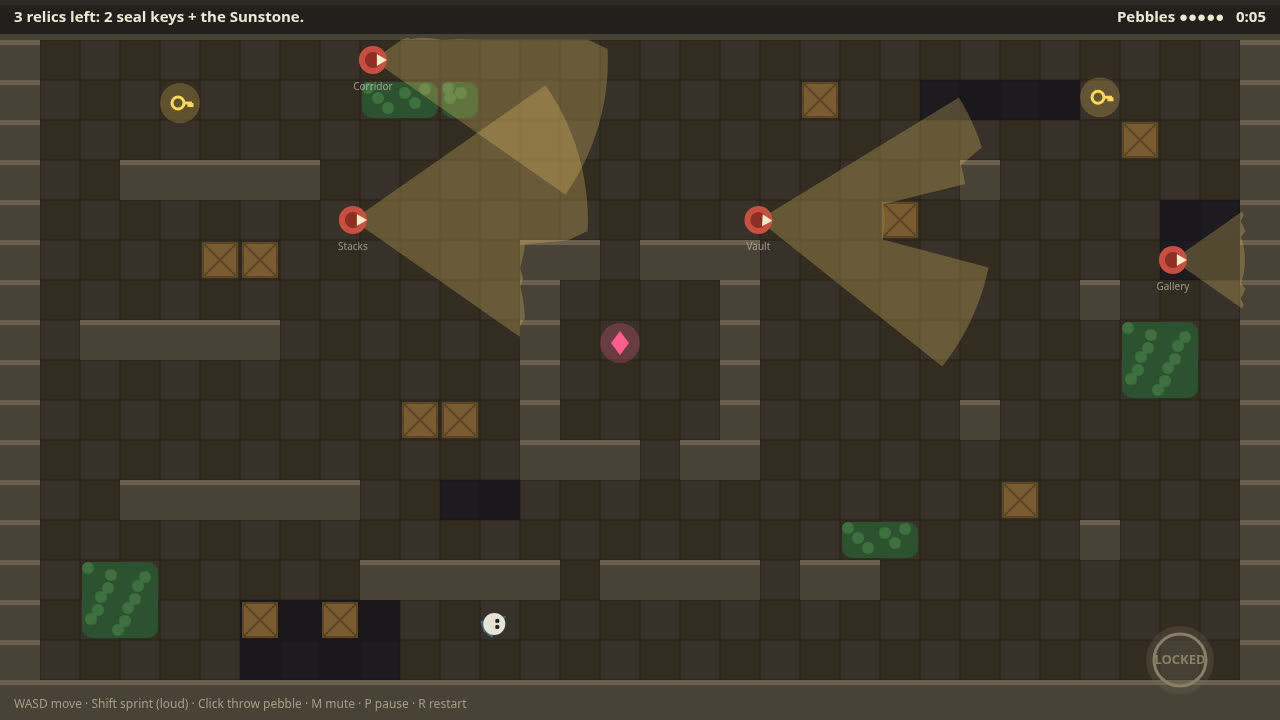 3 relics left: 2 seal keys + the Sunstone.
Pebbles ●●●●● 0:05
Corridor
Stacks
Vault
Gallery
LOCKED
WASD move · Shift sprint (loud) · Click throw pebble · M mute · P pause · R restart